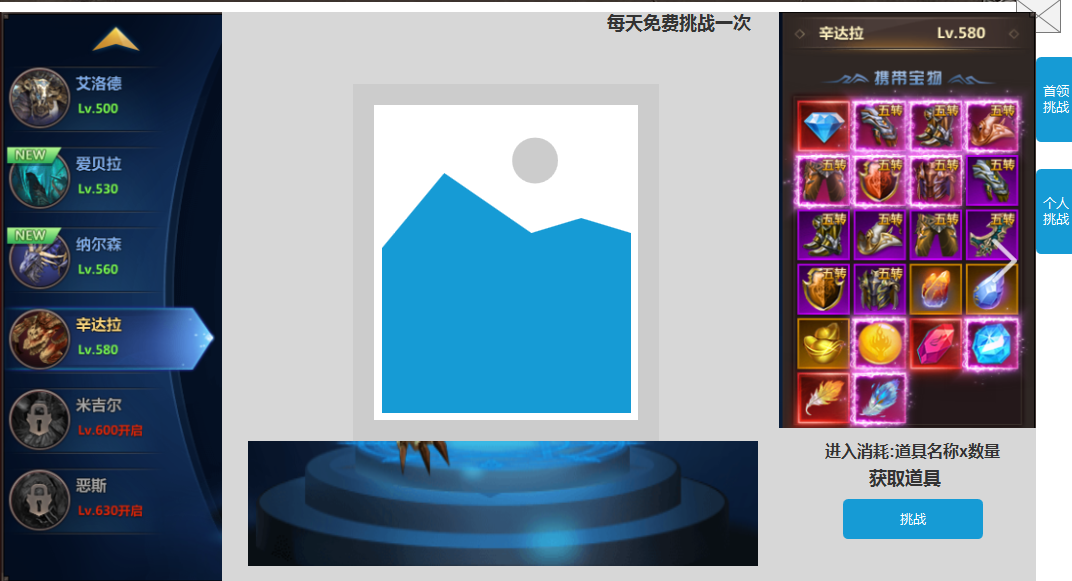 每天免费挑战一次
艾洛德
Lv.500
NEW
爱贝拉
Lv.530
NEW
纳尔森
Lv.560
辛达拉
Lv.580
米吉尔
Lv.600开启
恶斯
Lv.630开启
辛达拉 Lv.580
携带宝物
五转 五转 五转
五转 五转 五转 五转
五转 五转 五转 五转
五转 五转
进入消耗:道具名称x数量
获取道具
挑战
首领
挑战
个人
挑战